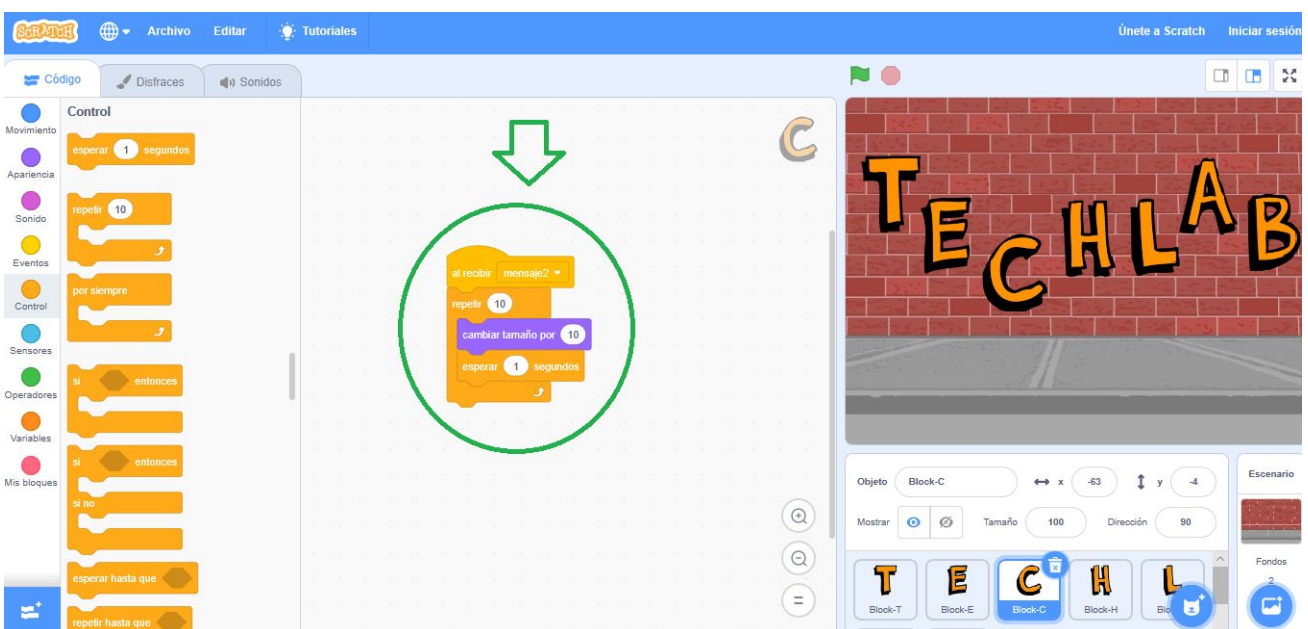 SCRATCH
Archivo
Editar
Tutoriales
Únete a Scratch
Iniciar sesión
Código
Disfraces
Sonidos
Movimiento
Apariencia
Sonido
Eventos
Control
Sensores
Operadores
Variables
Mis bloques
Control
esperar 1 segundos
repetir 10
por siempre
si entonces
si entonces
si no
esperar hasta que
repetir hasta que
al recibir mensaje2
repetir 10
cambiar tamaño por 10
esperar 1 segundos
C
TECHLAB
Objeto Block-C x -63 y -4
Mostrar Tamaño 100 Dirección 90
T E C H L
Block-T Block-E Block-C Block-H
Escenario
Fondos
2